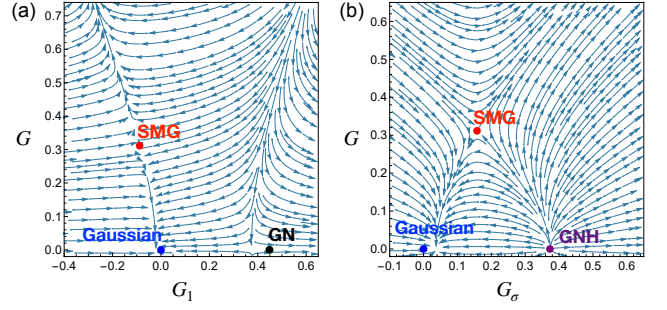 (a)
0.7
0.6
0.5
G 0.4
SMG
0.3
0.2
0.1
Gaussian GN
0.0
-0.4 -0.2 0.0 0.2 0.4 0.6
G₁
(b)
0.6
0.5
0.4
G SMG
0.3
0.2
0.1
Gaussian GNH
0.0
-0.1 0.0 0.1 0.2 0.3 0.4 0.5 0.6
Gσ